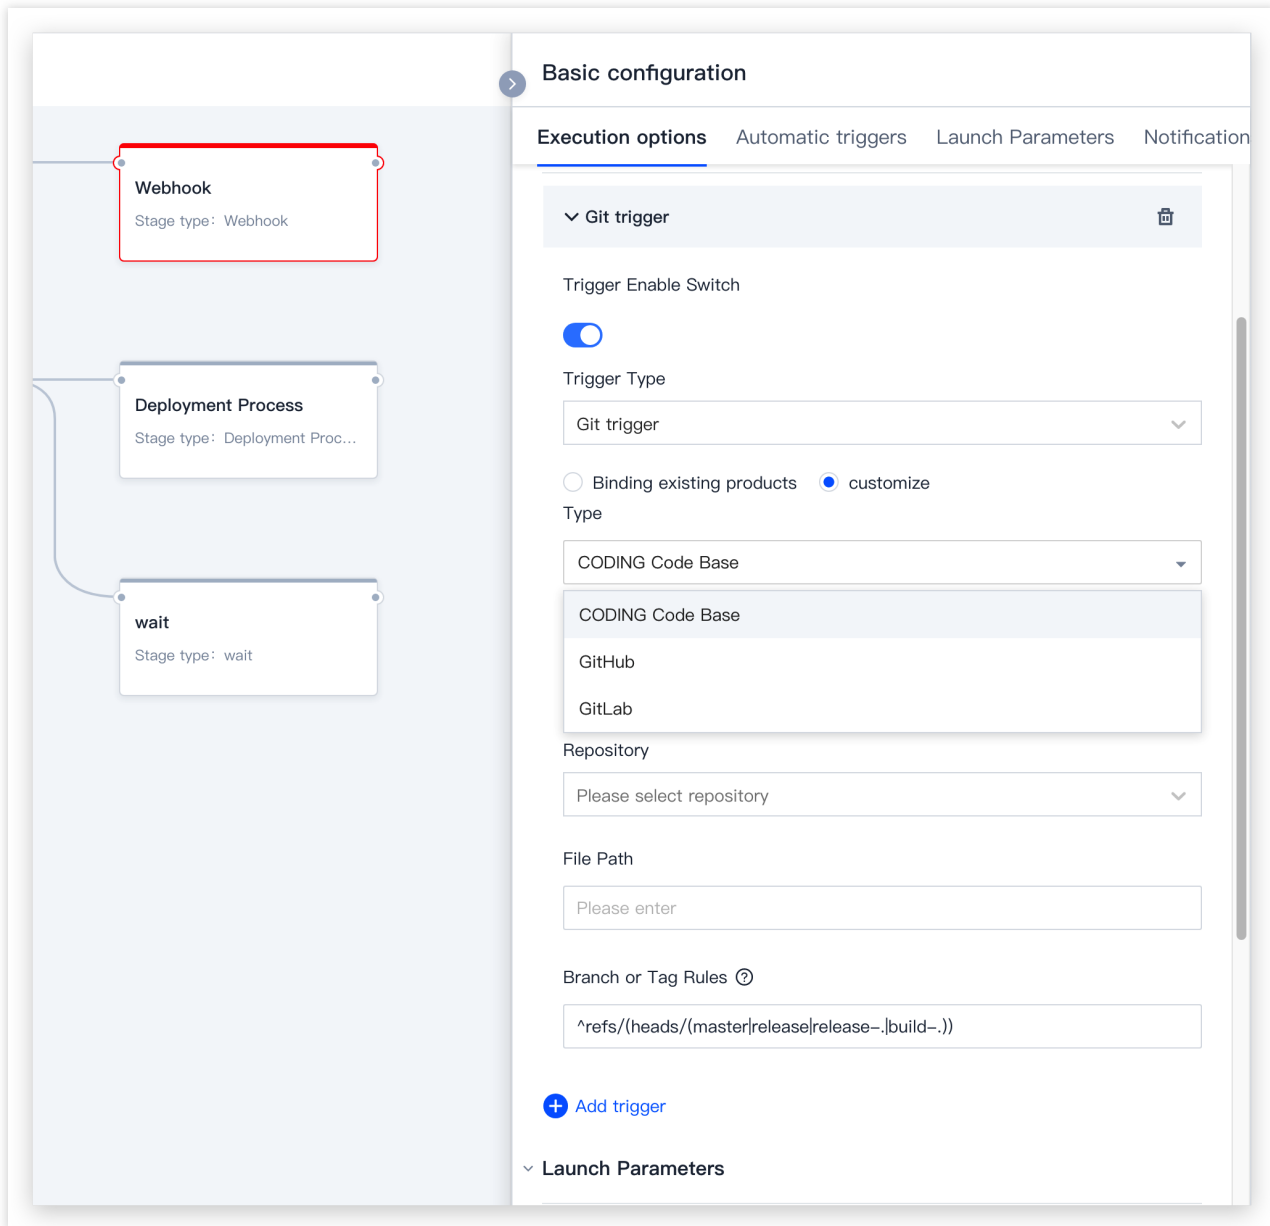 Basic configuration
Execution options Automatic triggers Launch Parameters Notification
Webhook
Stage type: Webhook
Deployment Process
Stage type: Deployment Proc...
wait
Stage type: wait
Git trigger
Trigger Enable Switch
Trigger Type
Git trigger
Binding existing products customize
Type
CODING Code Base
CODING Code Base
GitHub
GitLab
Repository
Please select repository
File Path
Please enter
Branch or Tag Rules ?
^refs/(heads/(master|release|release-.|build-.))
Add trigger
Launch Parameters